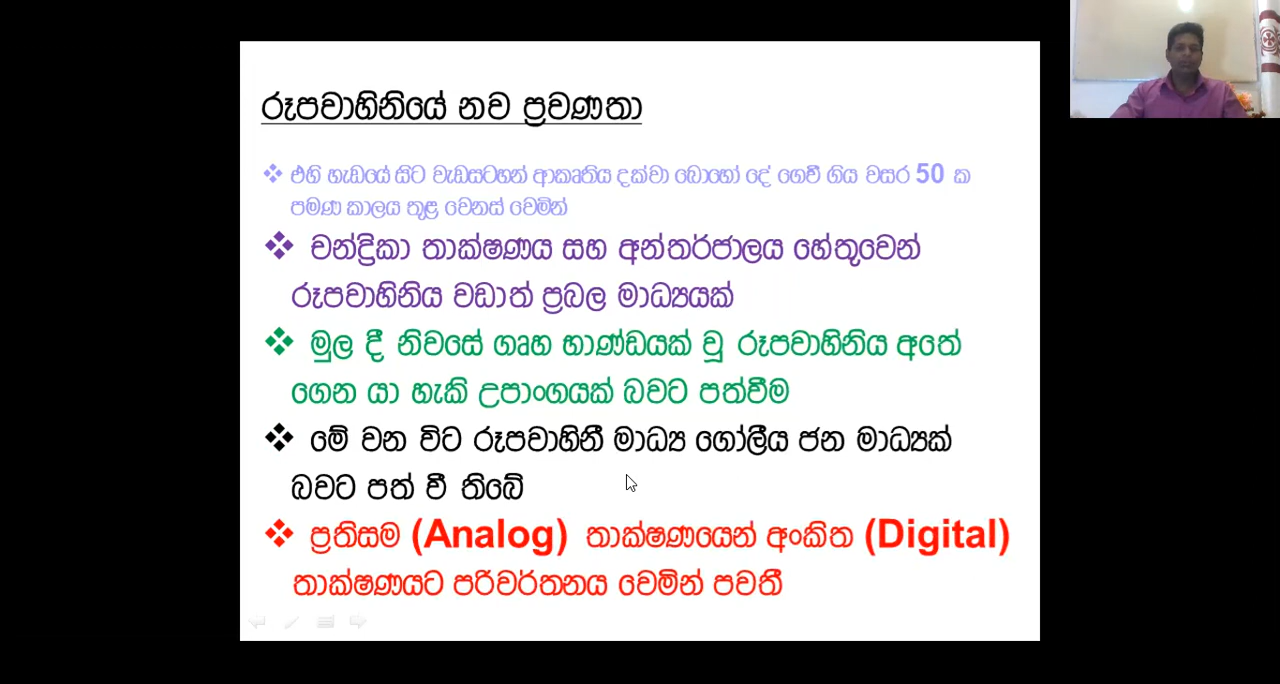 රූපවාහිනියේ නව ප්‍රවණතා
❖ එහි හැඩයේ සිට වැඩසටහන් ආකෘතිය දක්වා බොහෝ දේ ගෙවී ගිය වසර 50 ක
පමණ කාලය තුළ වෙනස් වෙමින්
❖ චන්ද්‍රිකා තාක්ෂණය සහ අන්තර්ජාලය හේතුවෙන්
රූපවාහිනිය වඩාත් ප්‍රබල මාධ්‍යයක්
❖ මුල දී නිවසේ ගෘහ භාණ්ඩයක් වූ රූපවාහිනිය අතේ
ගෙන යා හැකි උපාංගයක් බවට පත්වීම
❖ මේ වන විට රූපවාහිනී මාධ්‍ය ගෝලීය ජන මාධ්‍යක්
බවට පත් වී තිබේ
❖ ප්‍රතිසම (Analog) තාක්ෂණයෙන් අංකිත (Digital)
තාක්ෂණයට පරිවර්තනය වෙමින් පවතී